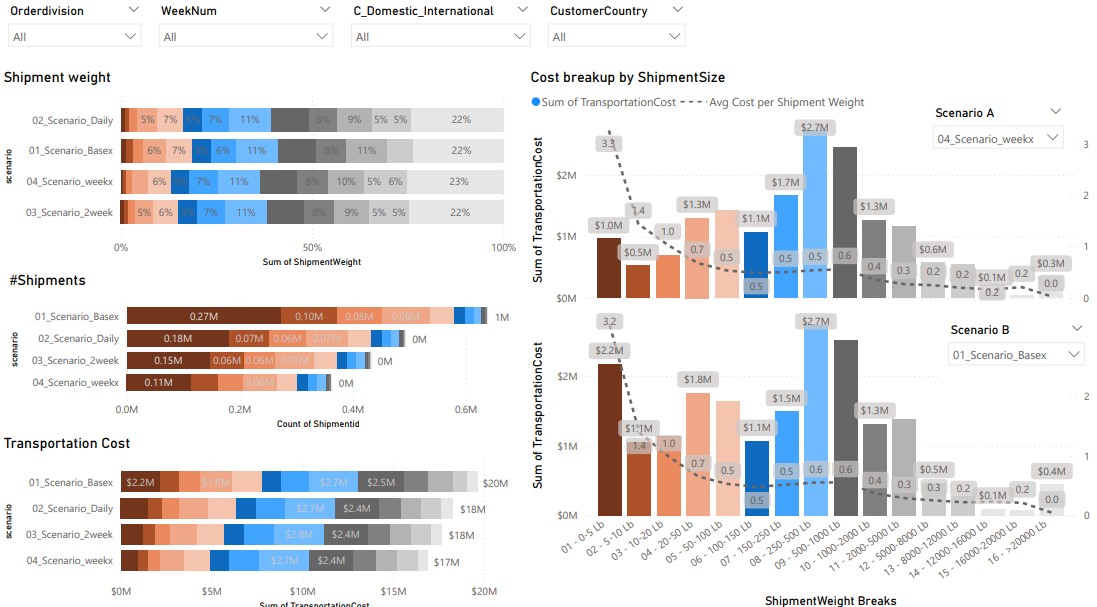 Orderdivision
WeekNum
C_Domestic_International
CustomerCountry
All
All
All
All
Shipment weight
scenario
02_Scenario_Daily
5% 7% 7% 11% 8% 9% 5% 5% 22%
01_Scenario_Basex
6% 7% 5% 6% 11% 8% 11% 22%
04_Scenario_weekx
6% 7% 11% 8% 10% 5% 6% 23%
03_Scenario_2week
5% 6% 7% 11% 8% 9% 5% 5% 22%
0% 50% 100%
Sum of ShipmentWeight
#Shipments
scenario
01_Scenario_Basex 0.27M 0.10M 0.08M 0.08M 1M
02_Scenario_Daily 0.18M 0.07M 0.06M 0.07M 0M
03_Scenario_2week 0.15M 0.06M 0.06M 0.07M 0M
04_Scenario_weekx 0.11M 0.06M 0M
0.0M 0.2M 0.4M 0.6M
Count of Shipmentid
Transportation Cost
scenario
01_Scenario_Basex $2.2M $1.8M $2.7M $2.5M $20M
02_Scenario_Daily $2.7M $2.4M $18M
03_Scenario_2week $2.8M $2.4M $18M
04_Scenario_weekx $2.7M $2.4M $17M
$0M $5M $10M $15M $20M
Sum of TransportationCost
Cost breakup by ShipmentSize
Sum of TransportationCost Avg Cost per Shipment Weight
Scenario A
04_Scenario_weekx
Sum of TransportationCost
$2M
$1M
$0M
3
2
1
0
$1.0M $0.5M $1.3M $1.1M $1.7M $2.7M $1.3M $0.6M $0.1M $0.3M
3.3 1.4 1.0 0.7 0.5 0.5 0.5 0.5 0.6 0.4 0.3 0.2 0.2 0.2 0.2 0.0
Scenario B
01_Scenario_Basex
Sum of TransportationCost
$2M
$1M
$0M
2
1
0
$2.2M $1.1M $1.8M $1.1M $1.5M $2.7M $1.3M $0.5M $0.1M $0.4M
3.2 1.4 1.0 0.7 0.5 0.5 0.5 0.6 0.6 0.4 0.3 0.3 0.2 0.2 0.0
01 - 0-5 Lb
02 - 5-10 Lb
03 - 10-20 Lb
04 - 20-50 Lb
05 - 50-100 Lb
06 - 100-150 Lb
07 - 150-250 Lb
08 - 250-500 Lb
09 - 500-1000 Lb
10 - 1000-2000 Lb
11 - 2000-5000 Lb
12 - 5000-8000 Lb
13 - 8000-12000 Lb
14 - 12000-16000 Lb
15 - 16000-20000 Lb
16 - >20000 Lb
ShipmentWeight Breaks